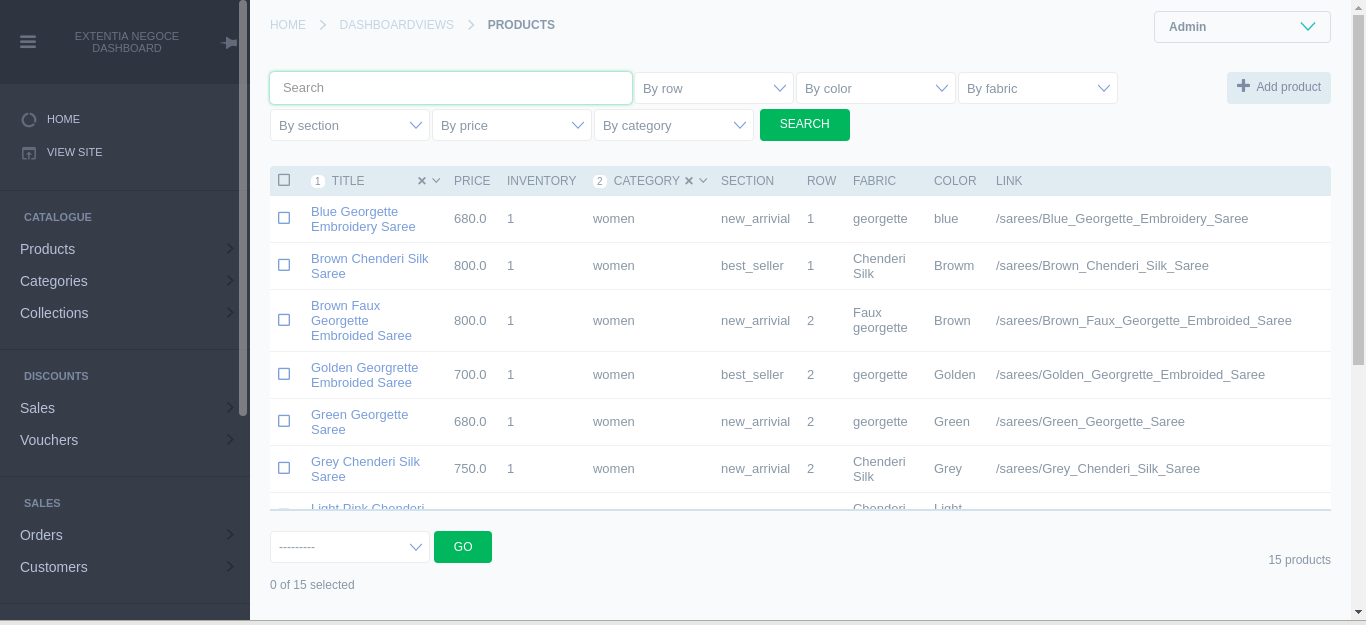 EXTENTIA NEGOCE
DASHBOARD
HOME
VIEW SITE
CATALOGUE
Products
Categories
Collections
DISCOUNTS
Sales
Vouchers
SALES
Orders
Customers
HOME DASHBOARDVIEWS PRODUCTS
Admin
Search By row By color By fabric
Add product
By section By price By category SEARCH
1 TITLE PRICE INVENTORY 2 CATEGORY SECTION ROW FABRIC COLOR LINK
Blue Georgette
Embroidery Saree 680.0 1 women new_arrivial 1 georgette blue /sarees/Blue_Georgette_Embroidery_Saree
Brown Chenderi Silk
Saree 800.0 1 women best_seller 1 Chenderi
Silk Browm /sarees/Brown_Chenderi_Silk_Saree
Brown Faux
Georgette
Embroided Saree 800.0 1 women new_arrivial 2 Faux
georgette Brown /sarees/Brown_Faux_Georgette_Embroided_Saree
Golden Georgrette
Embroided Saree 700.0 1 women best_seller 2 georgette Golden /sarees/Golden_Georgrette_Embroided_Saree
Green Georgette
Saree 680.0 1 women new_arrivial 2 georgette Green /sarees/Green_Georgette_Saree
Grey Chenderi Silk
Saree 750.0 1 women new_arrivial 2 Chenderi
Silk Grey /sarees/Grey_Chenderi_Silk_Saree
Light Pink Chenderi Chenderi Light
--------- GO
15 products
0 of 15 selected